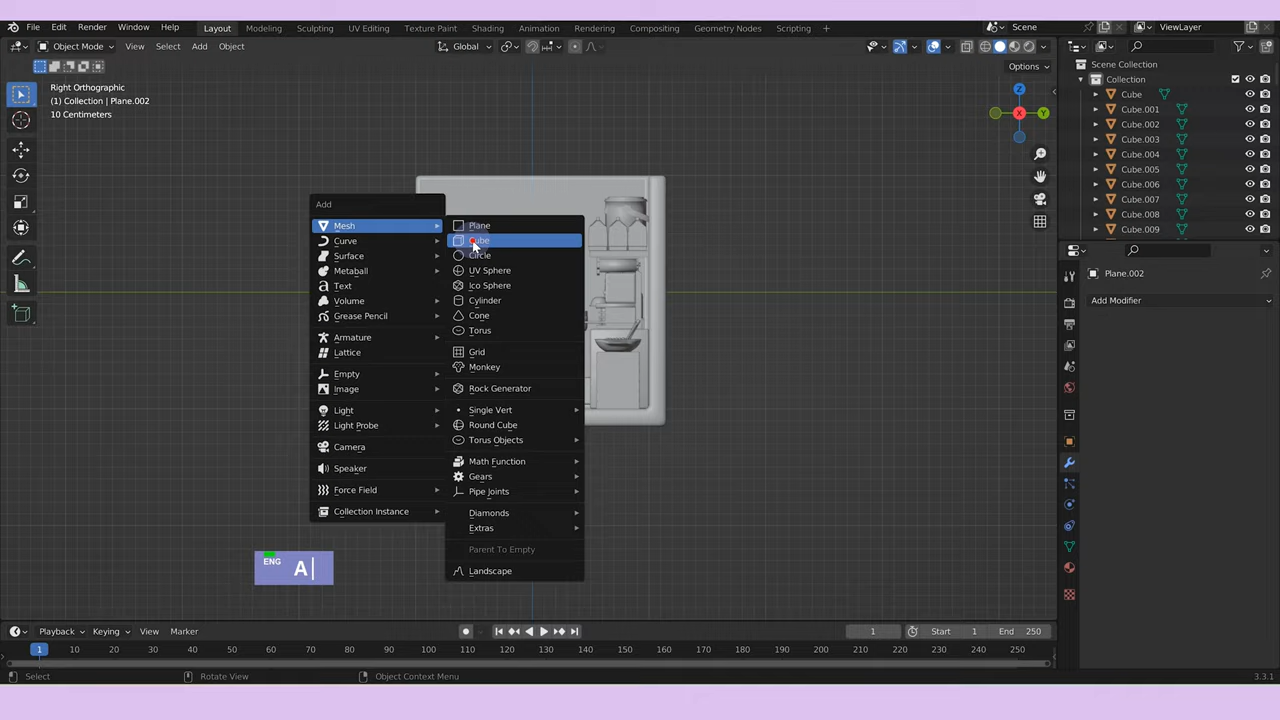 File Edit Render Window Help
Layout Modeling Sculpting UV Editing Texture Paint Shading Animation Rendering Compositing Geometry Nodes Scripting +
Scene
ViewLayer
Object Mode View Select Add Object
Global
Options
Right Orthographic
(1) Collection | Plane.002
10 Centimeters
Z
X
Y
Scene Collection
Collection
Cube
Cube.001
Cube.002
Cube.003
Cube.004
Cube.005
Cube.006
Cube.007
Cube.008
Cube.009
Plane.002
Add Modifier
Add
Mesh
Curve
Surface
Metaball
Text
Volume
Grease Pencil
Armature
Lattice
Empty
Image
Light
Light Probe
Camera
Speaker
Force Field
Collection Instance
Plane
Cube
Circle
UV Sphere
Ico Sphere
Cylinder
Cone
Torus
Grid
Monkey
Rock Generator
Single Vert
Round Cube
Torus Objects
Math Function
Gears
Pipe Joints
Diamonds
Extras
Parent To Empty
Landscape
ENG
A
Playback Keying View Marker
1
Start 1
End 250
1 10 20 30 40 50 60 70 80 90 100 110 120 130 140 150 160 170 180 190 200 210 220 230 240 250
Select Rotate View Object Context Menu
3.3.1